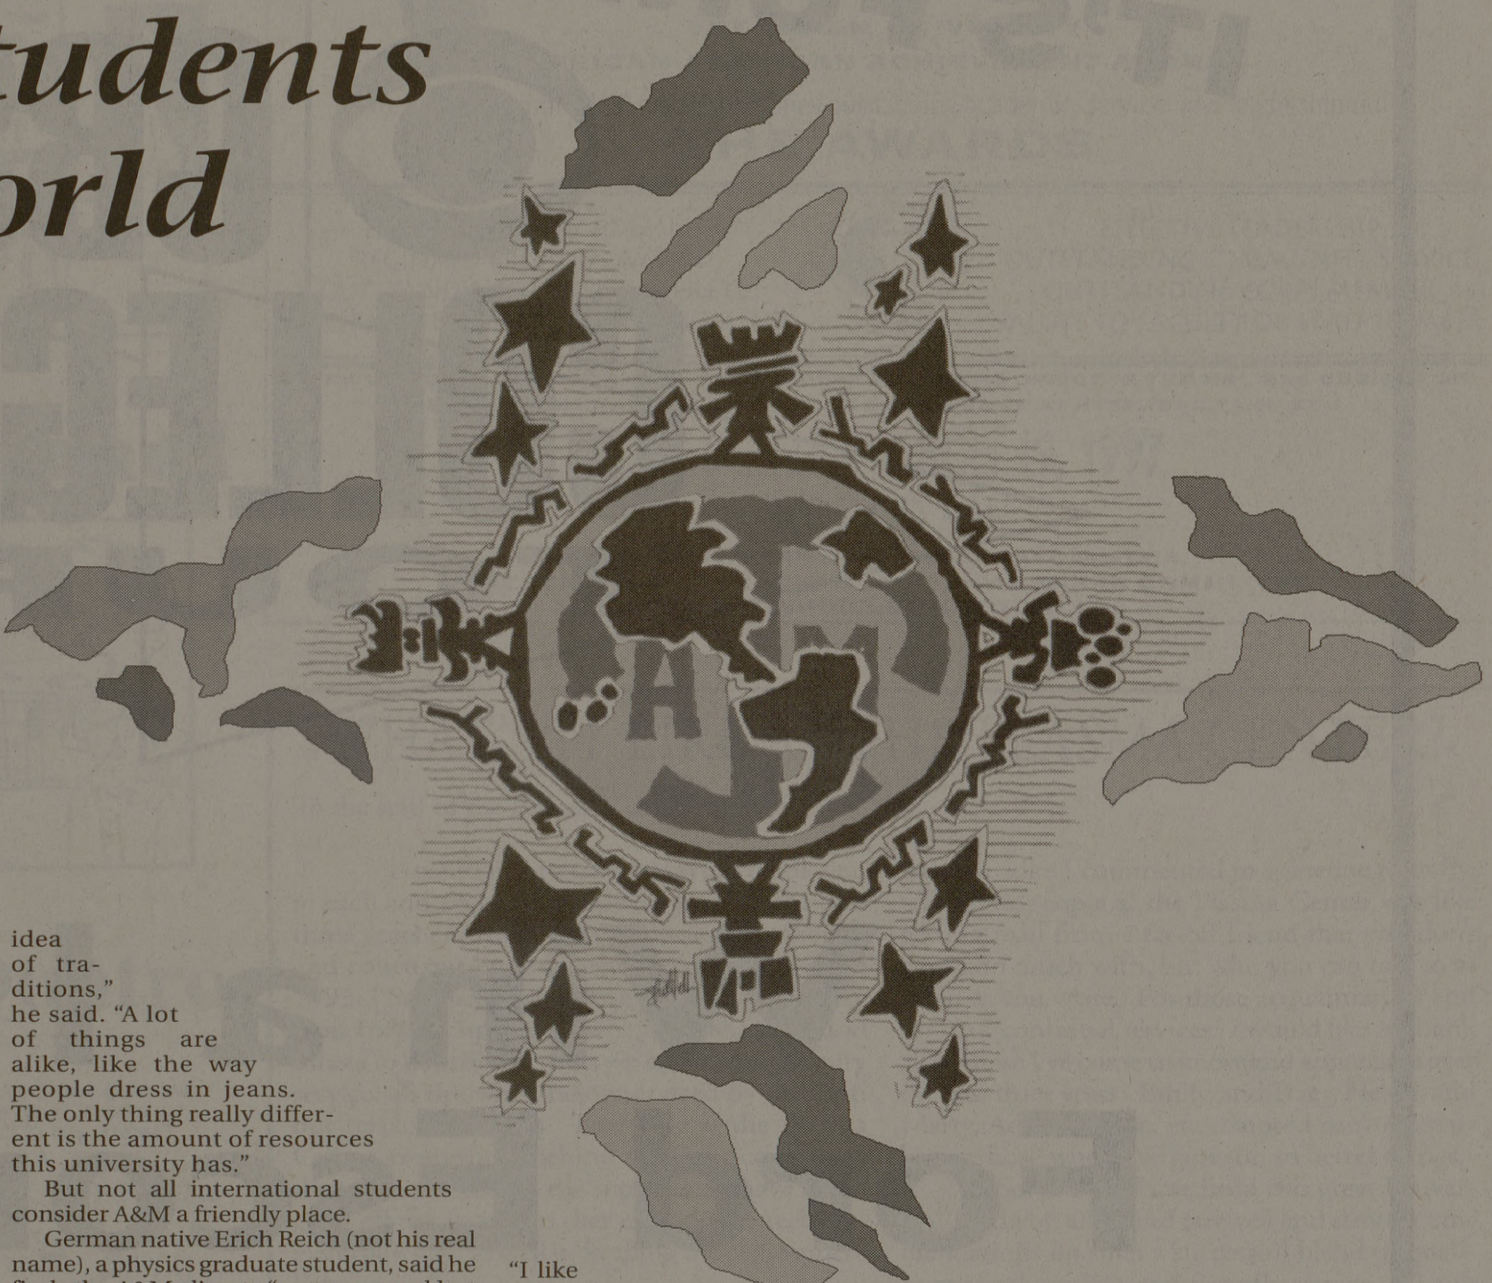 tudents
orld
A M
idea
of tra-
ditions,”
he said. “A lot
of things are
alike, like the way
people dress in jeans.
The only thing really differ-
ent is the amount of resources
this university has.”
But not all international students
consider A&M a friendly place.
German native Erich Reich (not his real
name), a physics graduate student, said he
“I like